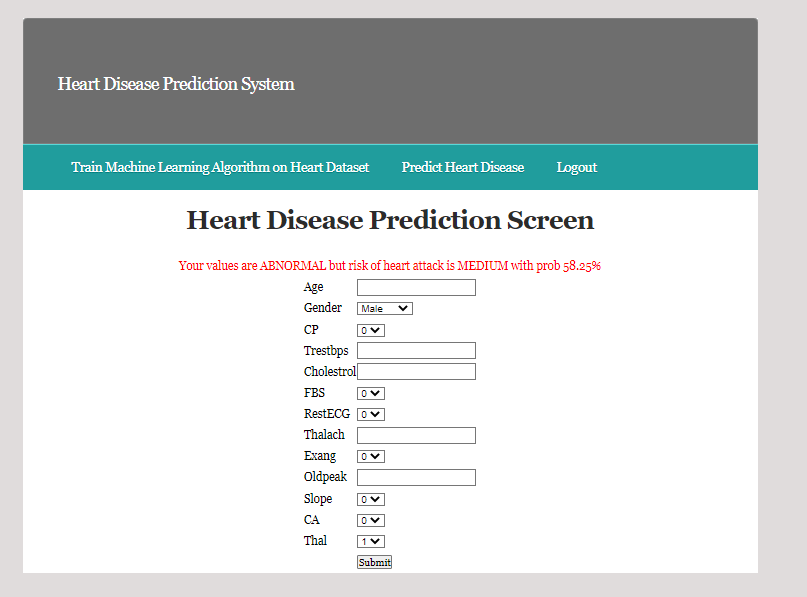 Heart Disease Prediction System
Train Machine Learning Algorithm on Heart Dataset Predict Heart Disease Logout
Heart Disease Prediction Screen
Your values are ABNORMAL but risk of heart attack is MEDIUM with prob 58.25%
Age
Gender Male
CP 0
Trestbps
Cholestrol
FBS 0
RestECG 0
Thalach
Exang 0
Oldpeak
Slope 0
CA 0
Thal 1
Submit